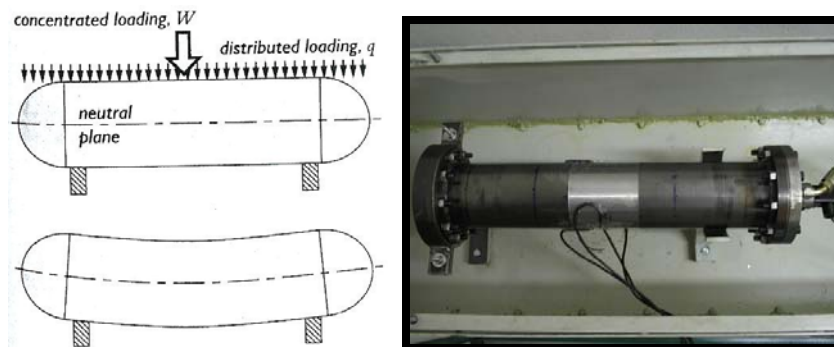 concentrated loading, W
distributed loading, q
neutral
plane